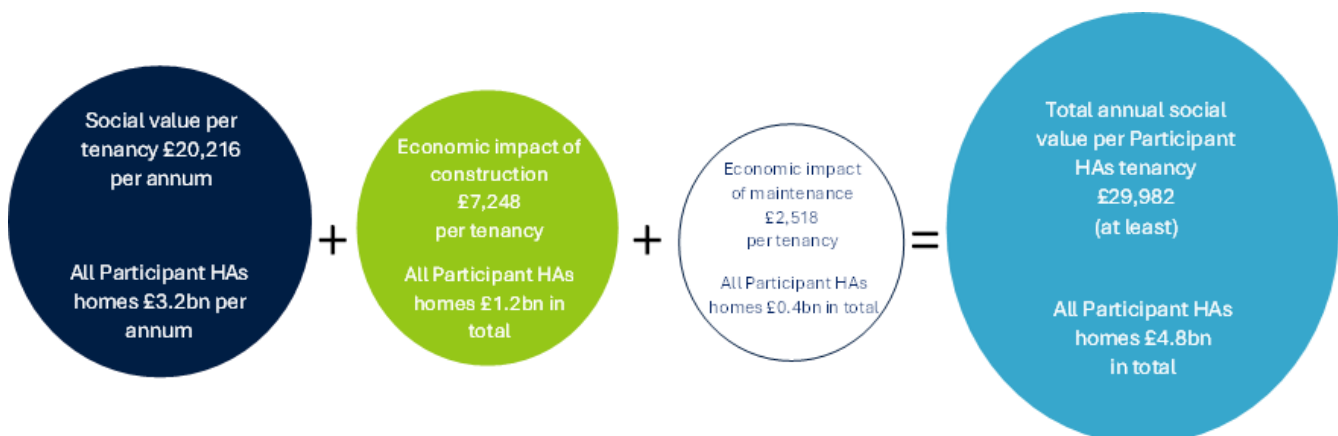 Social value per
tenancy £20,216
per annum
All Participant HAs
homes £3.2bn per
annum
+
Economic impact of
construction
£7,248
per tenancy
All Participant HAs
homes £1.2bn in
total
+
Economic impact
of maintenance
£2,518
per tenancy
All Participant HAs
homes £0.4bn in total
=
Total annual social
value per Participant
HAs tenancy
£29,982
(at least)
All Participant HAs
homes £4.8bn
in total